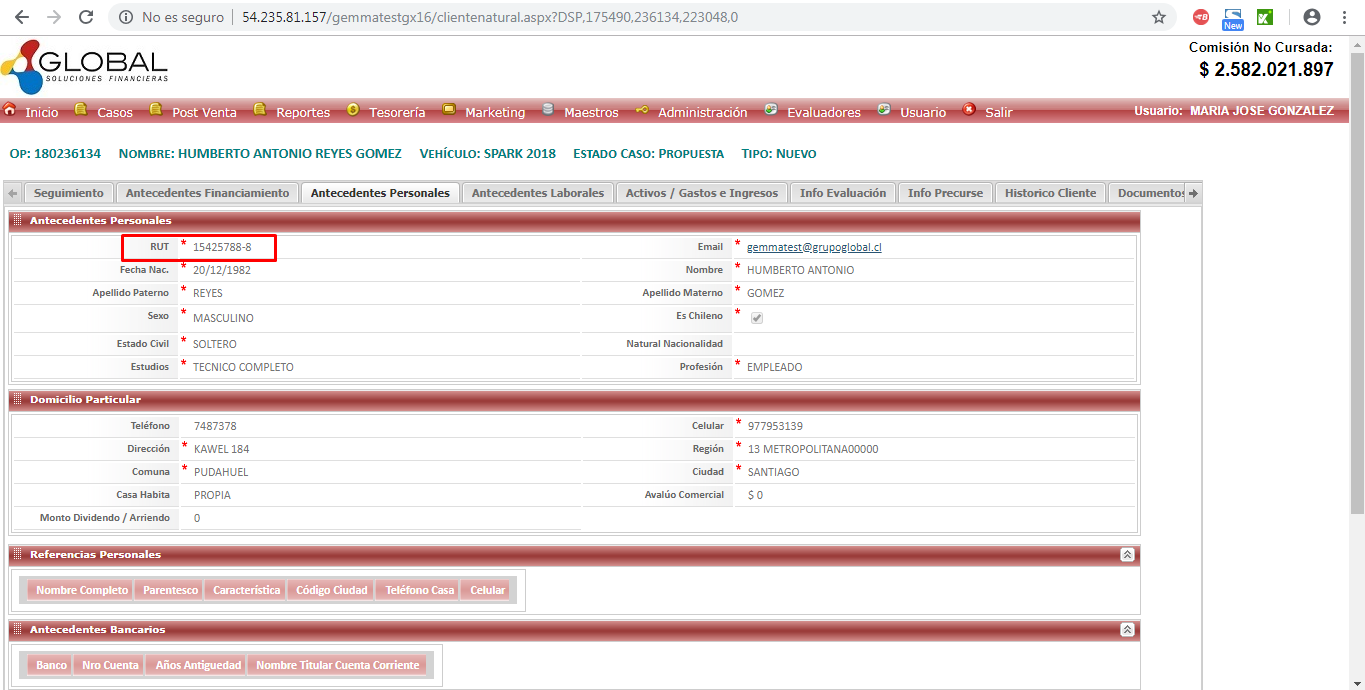 No es seguro | 54.235.81.157/gemmatestgx16/clientenatural.aspx?DSP,175490,236134,223048,0
New
GLOBAL
SOLUCIONES FINANCIERAS
Comisión No Cursada:
$ 2.582.021.897
Inicio Casos Post Venta Reportes Tesorería Marketing Maestros Administración Evaluadores Usuario Salir Usuario: MARIA JOSE GONZALEZ
OP: 180236134 NOMBRE: HUMBERTO ANTONIO REYES GOMEZ VEHÍCULO: SPARK 2018 ESTADO CASO: PROPUESTA TIPO: NUEVO
Seguimiento Antecedentes Financiamiento Antecedentes Personales Antecedentes Laborales Activos / Gastos e Ingresos Info Evaluación Info Precurse Historico Cliente Documentos
Antecedentes Personales
RUT * 15425788-8 Email * gemmatest@grupoglobal.cl
Fecha Nac. * 20/12/1982 Nombre * HUMBERTO ANTONIO
Apellido Paterno * REYES Apellido Materno * GOMEZ
Sexo * MASCULINO Es Chileno *
Estado Civil * SOLTERO Natural Nacionalidad
Estudios * TECNICO COMPLETO Profesión * EMPLEADO
Domicilio Particular
Teléfono 7487378 Celular * 977953139
Dirección * KAWEL 184 Región * 13 METROPOLITANA00000
Comuna * PUDAHUEL Ciudad * SANTIAGO
Casa Habita PROPIA Avalúo Comercial $ 0
Monto Dividendo / Arriendo 0
Referencias Personales
Nombre Completo Parentesco Característica Código Ciudad Teléfono Casa Celular
Antecedentes Bancarios
Banco Nro Cuenta Años Antiguedad Nombre Titular Cuenta Corriente